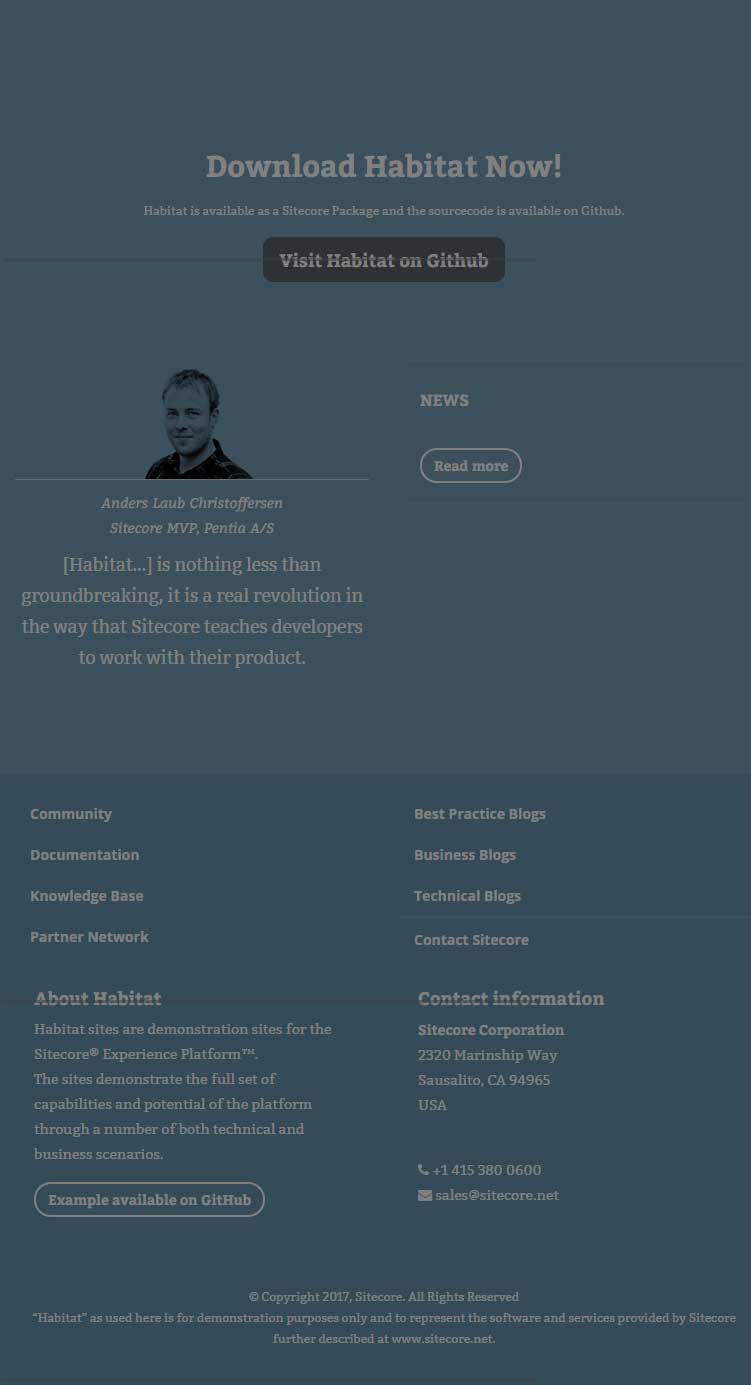 Download Habitat Now!
Habitat is available as a Sitecore Package and the sourcecode is available on Github.
Visit Habitat on Github
Anders Laub Christoffersen
Sitecore MVP, Pentia A/S
[Habitat...] is nothing less than
groundbreaking, it is a real revolution in
the way that Sitecore teaches developers
to work with their product.
NEWS
Read more
Community
Documentation
Knowledge Base
Partner Network
Best Practice Blogs
Business Blogs
Technical Blogs
Contact Sitecore
About Habitat
Habitat sites are demonstration sites for the
Sitecore® Experience Platform™.
The sites demonstrate the full set of
capabilities and potential of the platform
through a number of both technical and
business scenarios.
Example available on GitHub
Contact information
Sitecore Corporation
2320 Marinship Way
Sausalito, CA 94965
USA
+1 415 380 0600
sales@sitecore.net
© Copyright 2017, Sitecore. All Rights Reserved
“Habitat” as used here is for demonstration purposes only and to represent the software and services provided by Sitecore
further described at www.sitecore.net.